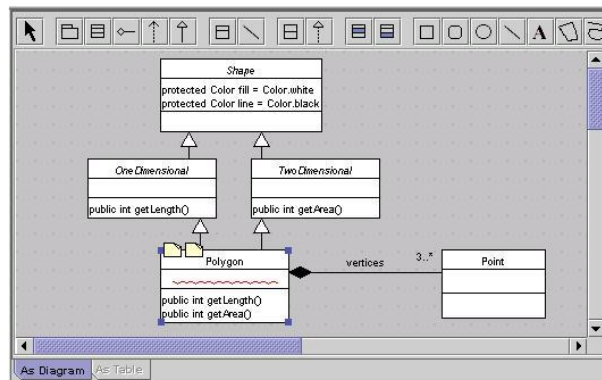 A
Shape
protected Color fill = Color.white
protected Color line = Color.black
OneDimensional
TwoDimensional
public int getLength()
public int getArea()
Polygon
vertices
3..*
Point
public int getLength()
public int getArea()
As Diagram
As Table